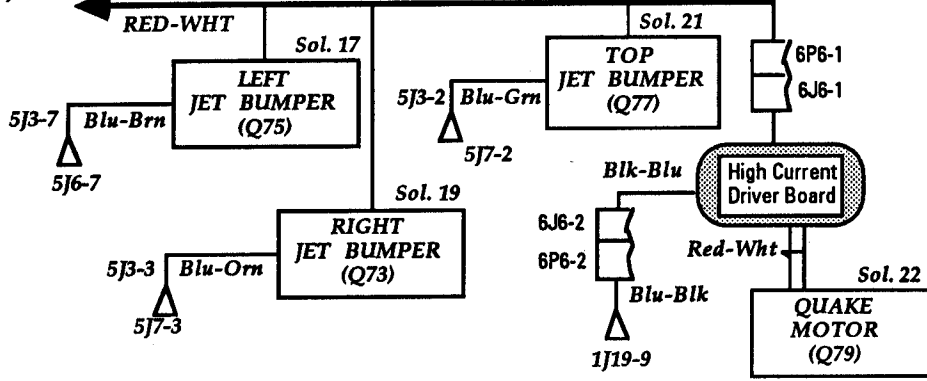 RED-WHT
Sol. 17
LEFT
JET BUMPER
(Q75)
5J3-7
Blu-Brn
5J6-7
Sol. 21
TOP
JET BUMPER
(Q77)
5J3-2
Blu-Grn
5J7-2
6P6-1
6J6-1
High Current
Driver Board
Blk-Blu
6J6-2
6P6-2
Blu-Blk
1J19-9
Red-Wht
Sol. 19
RIGHT
JET BUMPER
(Q73)
5J3-3
Blu-Orn
5J7-3
Sol. 22
QUAKE
MOTOR
(Q79)